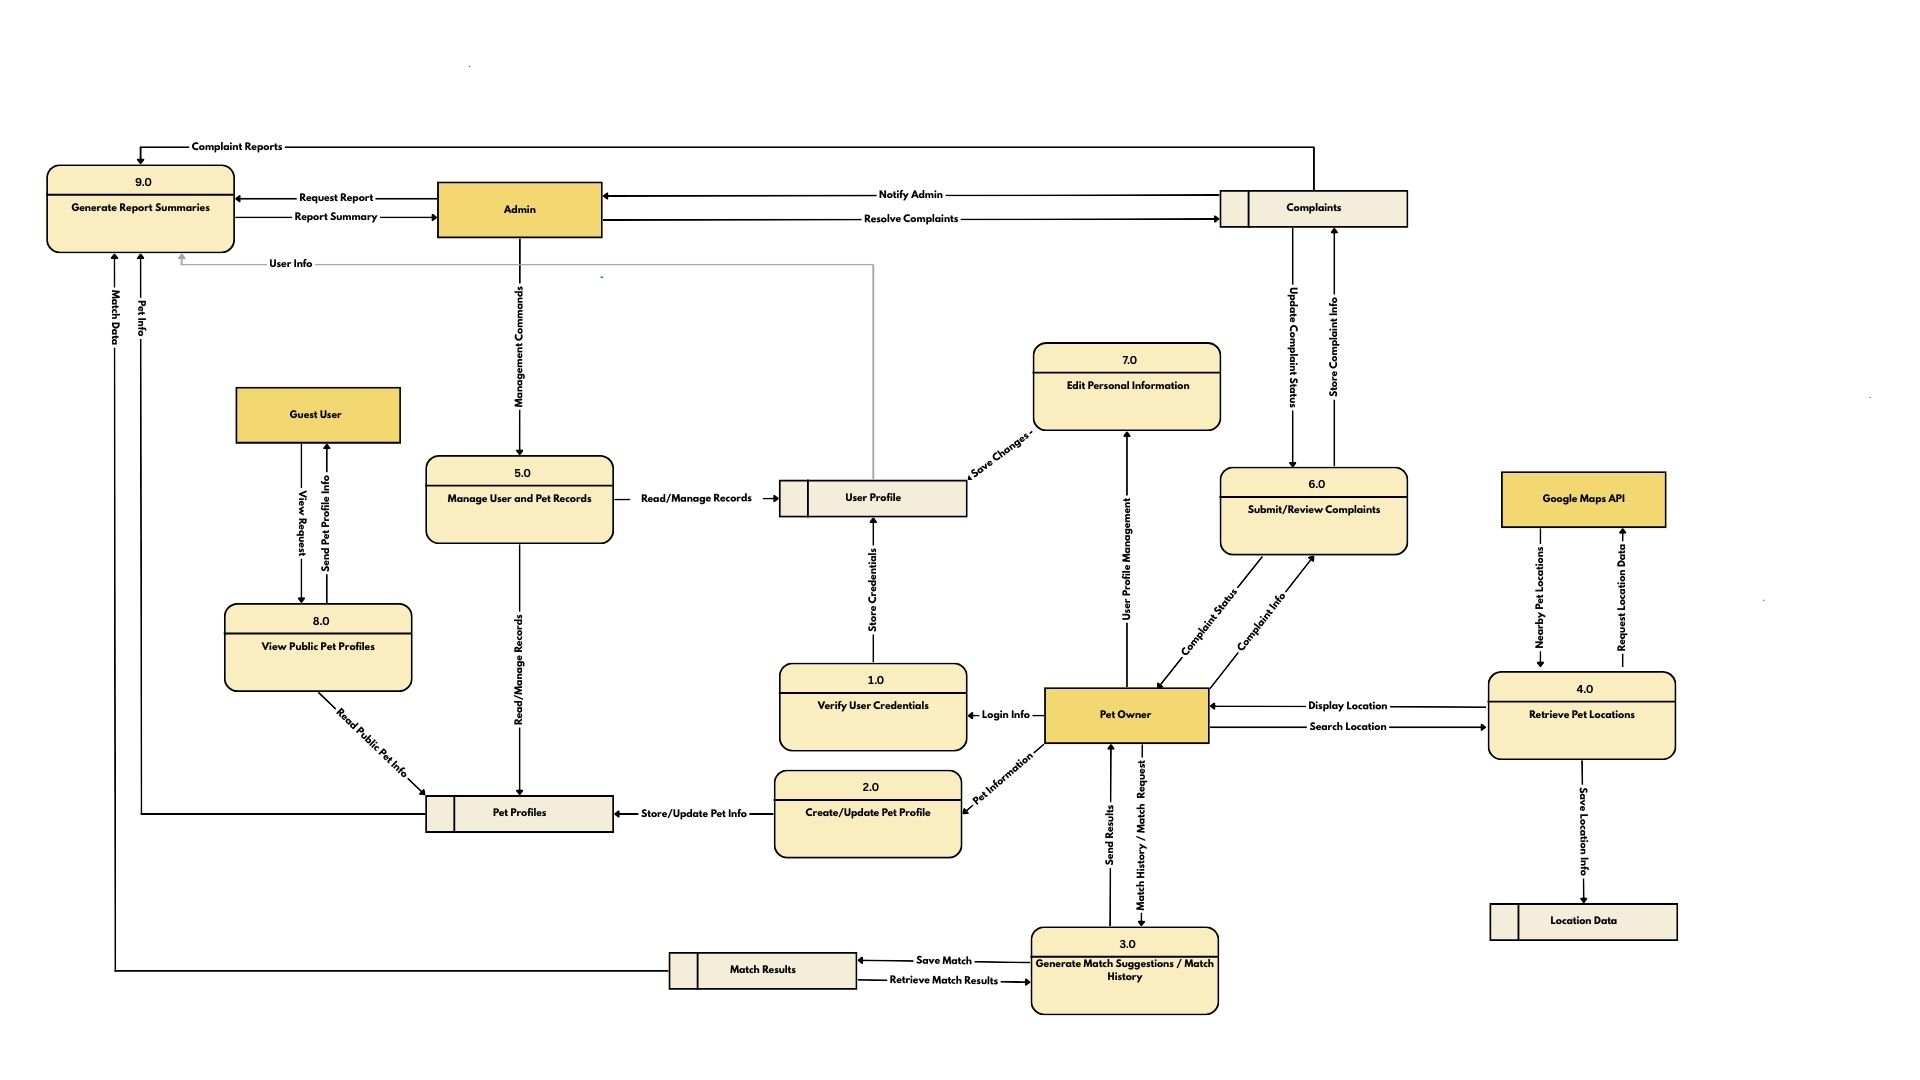 Complaint Reports
9.0
Generate Report Summaries
Request Report
Report Summary
Admin
Notify Admin
Resolve Complaints
Complaints
User Info
Match Data
Pet Info
Management Commands
Update Complaint Status
Store Complaint Info
7.0
Edit Personal Information
Guest User
Save Changes
5.0
Manage User and Pet Records
Read/Manage Records
User Profile
6.0
Submit/Review Complaints
Google Maps API
View Request
Send Pet Profile Info
Store Credentials
User Profile Management
Nearby Pet Locations
Request Location Data
8.0
View Public Pet Profiles
Complaint Status
Complaint Info
Read/Manage Records
1.0
Verify User Credentials
Login Info
Pet Owner
Display Location
Search Location
4.0
Retrieve Pet Locations
Read Public Pet Info
Pet Information
2.0
Create/Update Pet Profile
Store/Update Pet Info
Pet Profiles
Send Results
Match History / Match Request
Save Location Info
Location Data
3.0
Generate Match Suggestions / Match
History
Save Match
Retrieve Match Results
Match Results